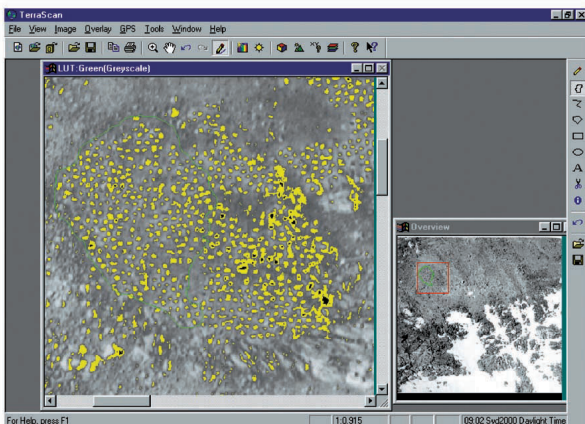 TerraScan
File View Image Overlay GPS Tools Window Help
LUT:Green(Greyscale)
Overview
A
For Help, press F1
1:0.915
09:02 Syd2000 Daylight Time